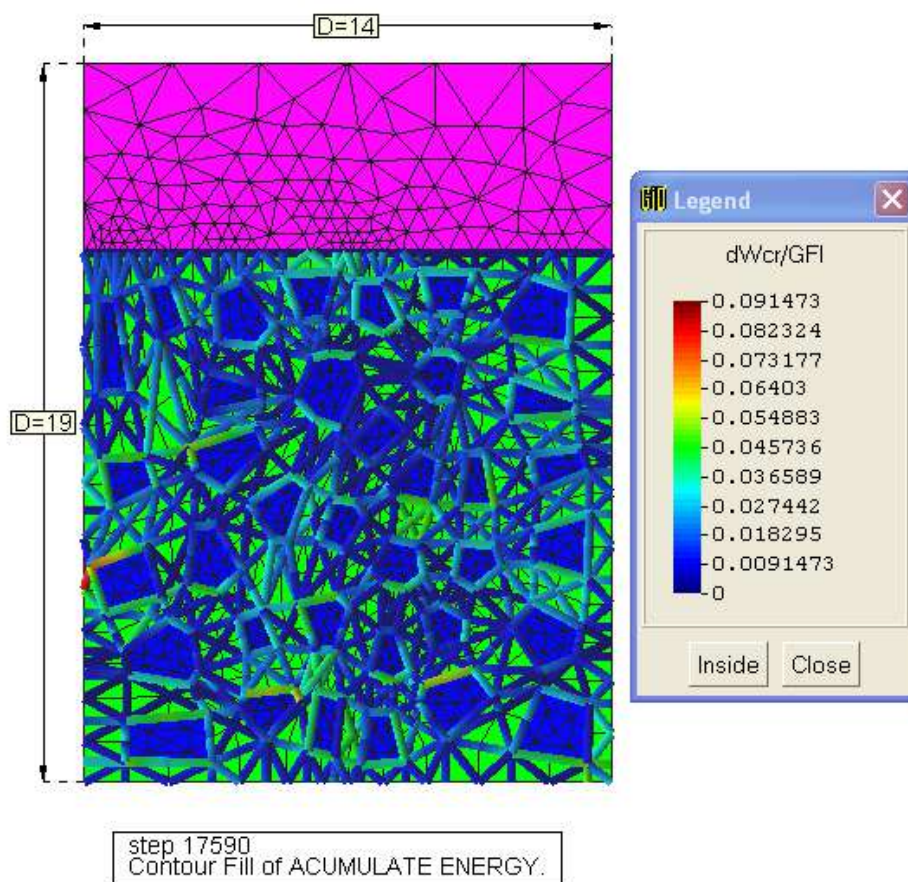 D=14
D=19
GiD Legend
dWcr/GFI
0.091473
0.082324
0.073177
0.06403
0.054883
0.045736
0.036589
0.027442
0.018295
0.0091473
0
Inside Close
step 17590
Contour Fill of ACUMULATE ENERGY.